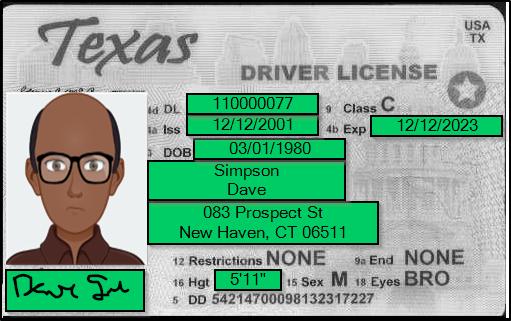 Texas
USA
TX
DRIVER LICENSE
4d DL 110000077 9 Class C
4a Iss 12/12/2001 4b Exp 12/12/2023
3 DOB 03/01/1980
Simpson
Dave
083 Prospect St
New Haven, CT 06511
12 Restrictions NONE 9a End NONE
16 Hgt 5'11" 15 Sex M 18 Eyes BRO
5 DD 54214700098132317227